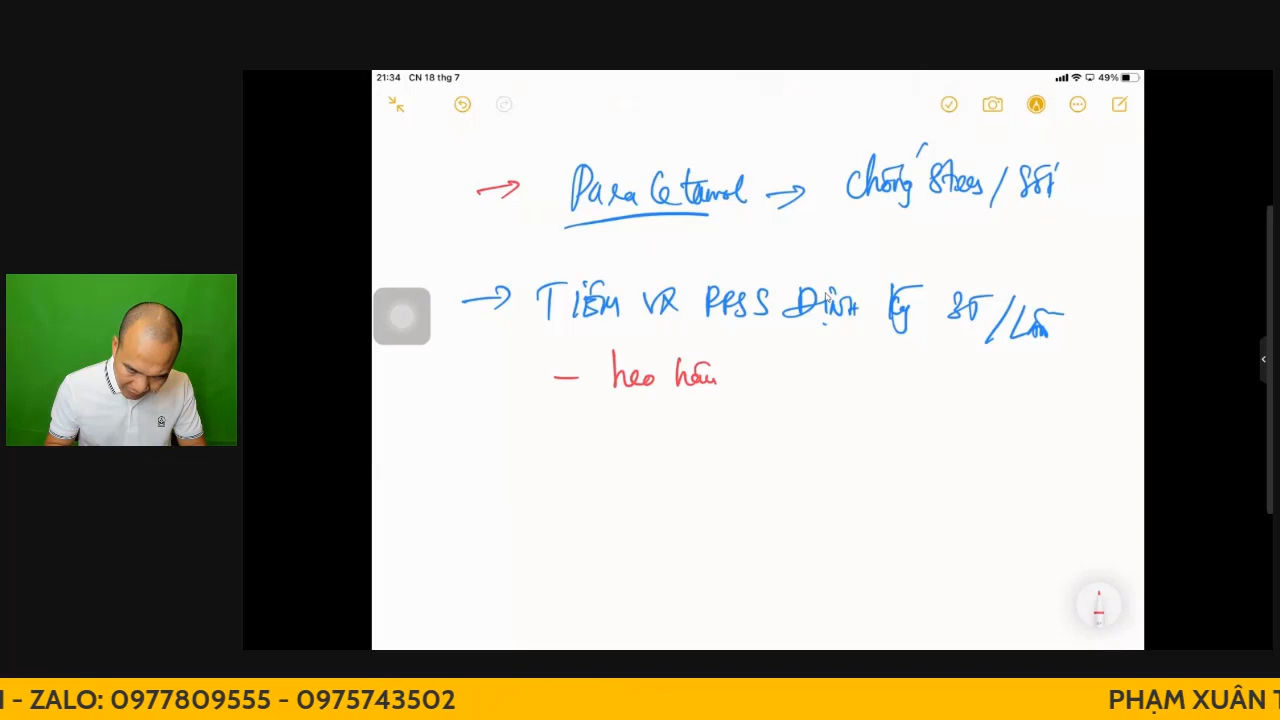 21:34 CN 18 thg 7 49%
→ Paracetamol → chống stress / sốt
→ TIÊM VX PRRS ĐỊNH Kỳ 3T/Lần
- heo hậu
- ZALO: 0977809555 - 0975743502 PHẠM XUÂN T